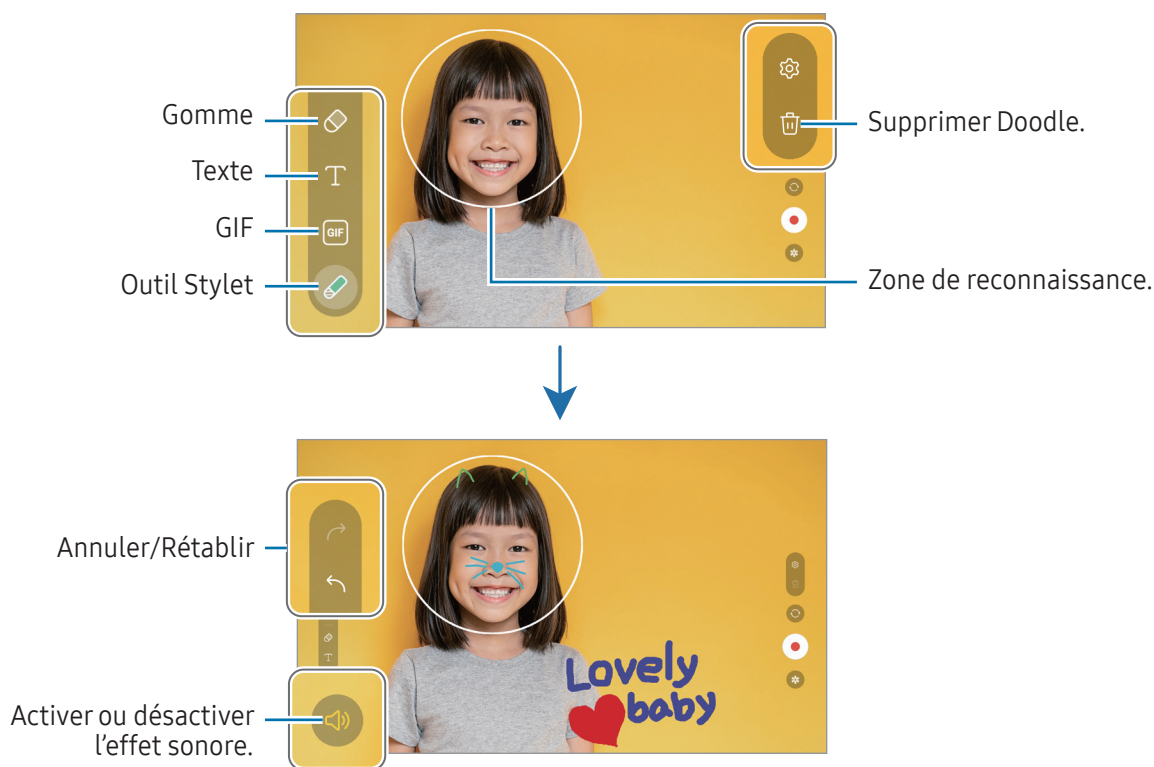 Gomme
Supprimer Doodle.
Texte
T
GIF
GIF
Outil Stylet
Zone de reconnaissance.
Annuler/Rétablir
T
Lovely
baby
Activer ou désactiver
l'effet sonore.